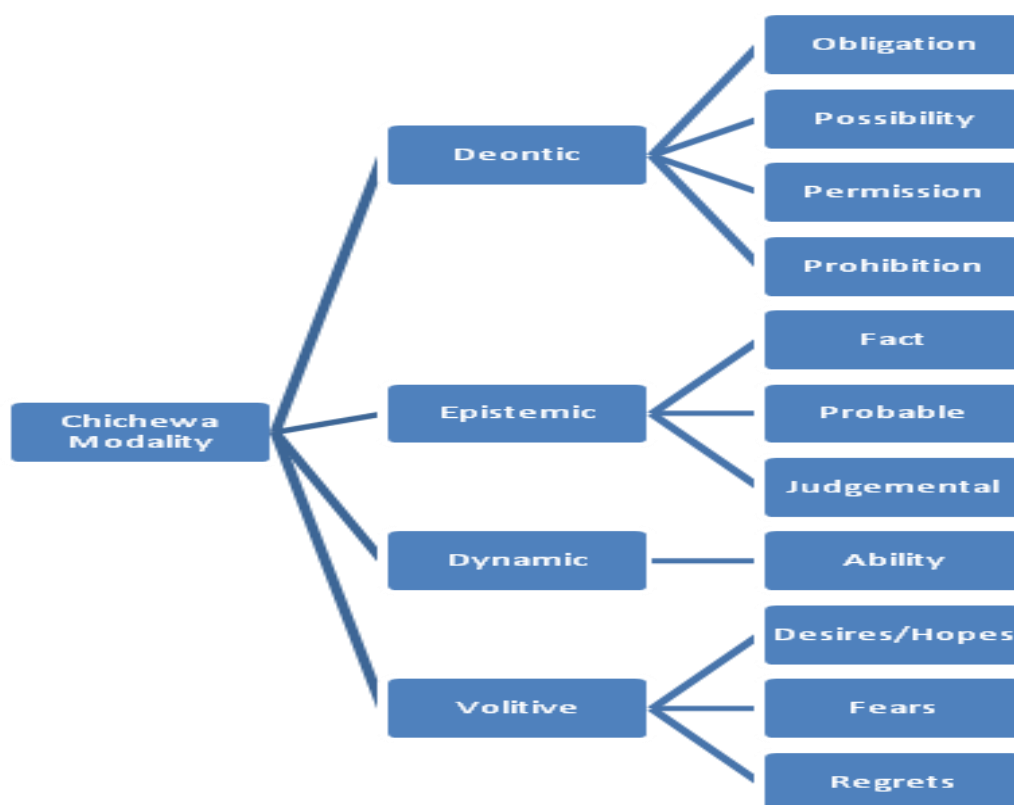 Chichewa
Modality
Deontic
Obligation
Possibility
Permission
Prohibition
Epistemic
Fact
Probable
Judgemental
Dynamic
Ability
Volitive
Desires/Hopes
Fears
Regrets